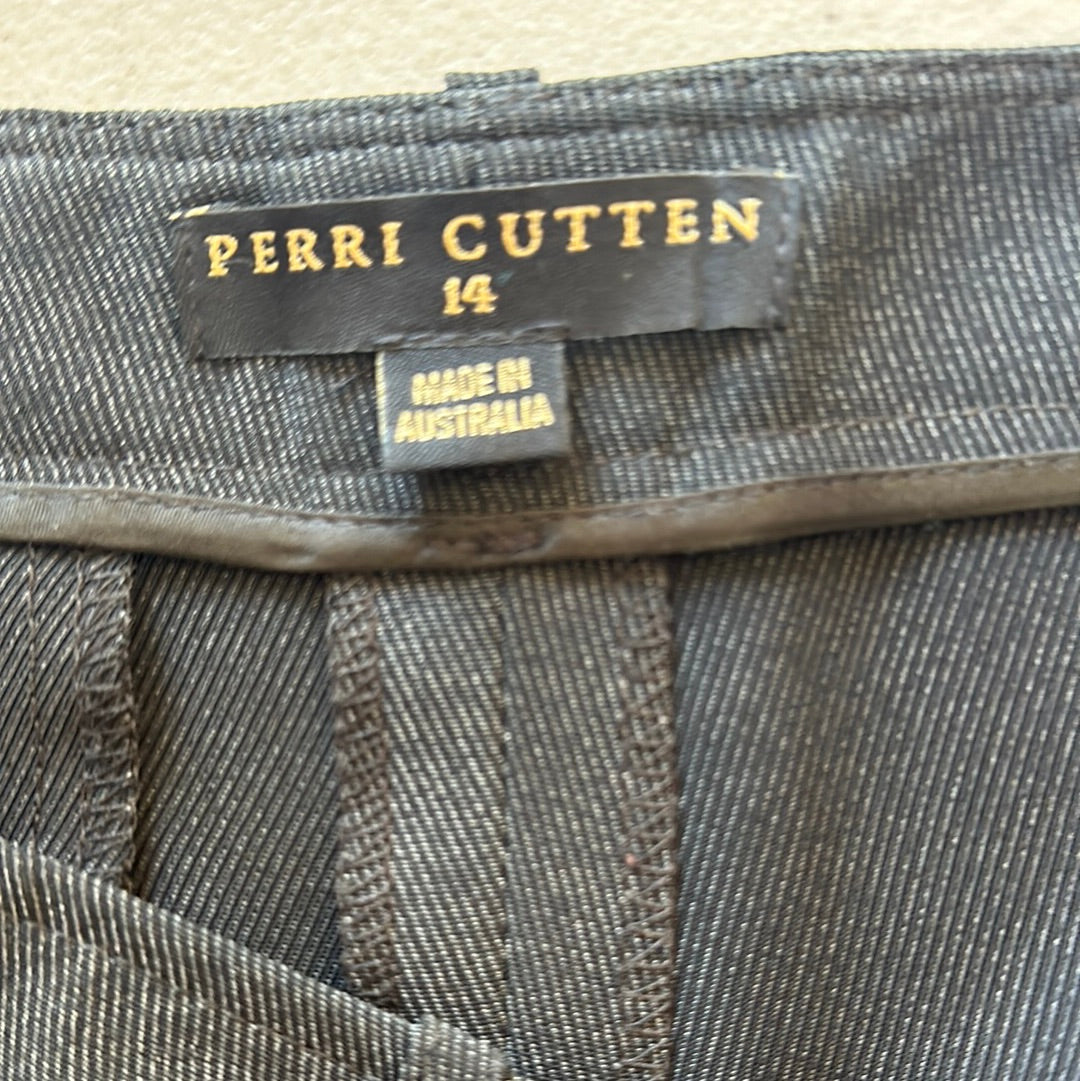 PERRI CUTTEN
14
MADE IN
AUSTRALIA